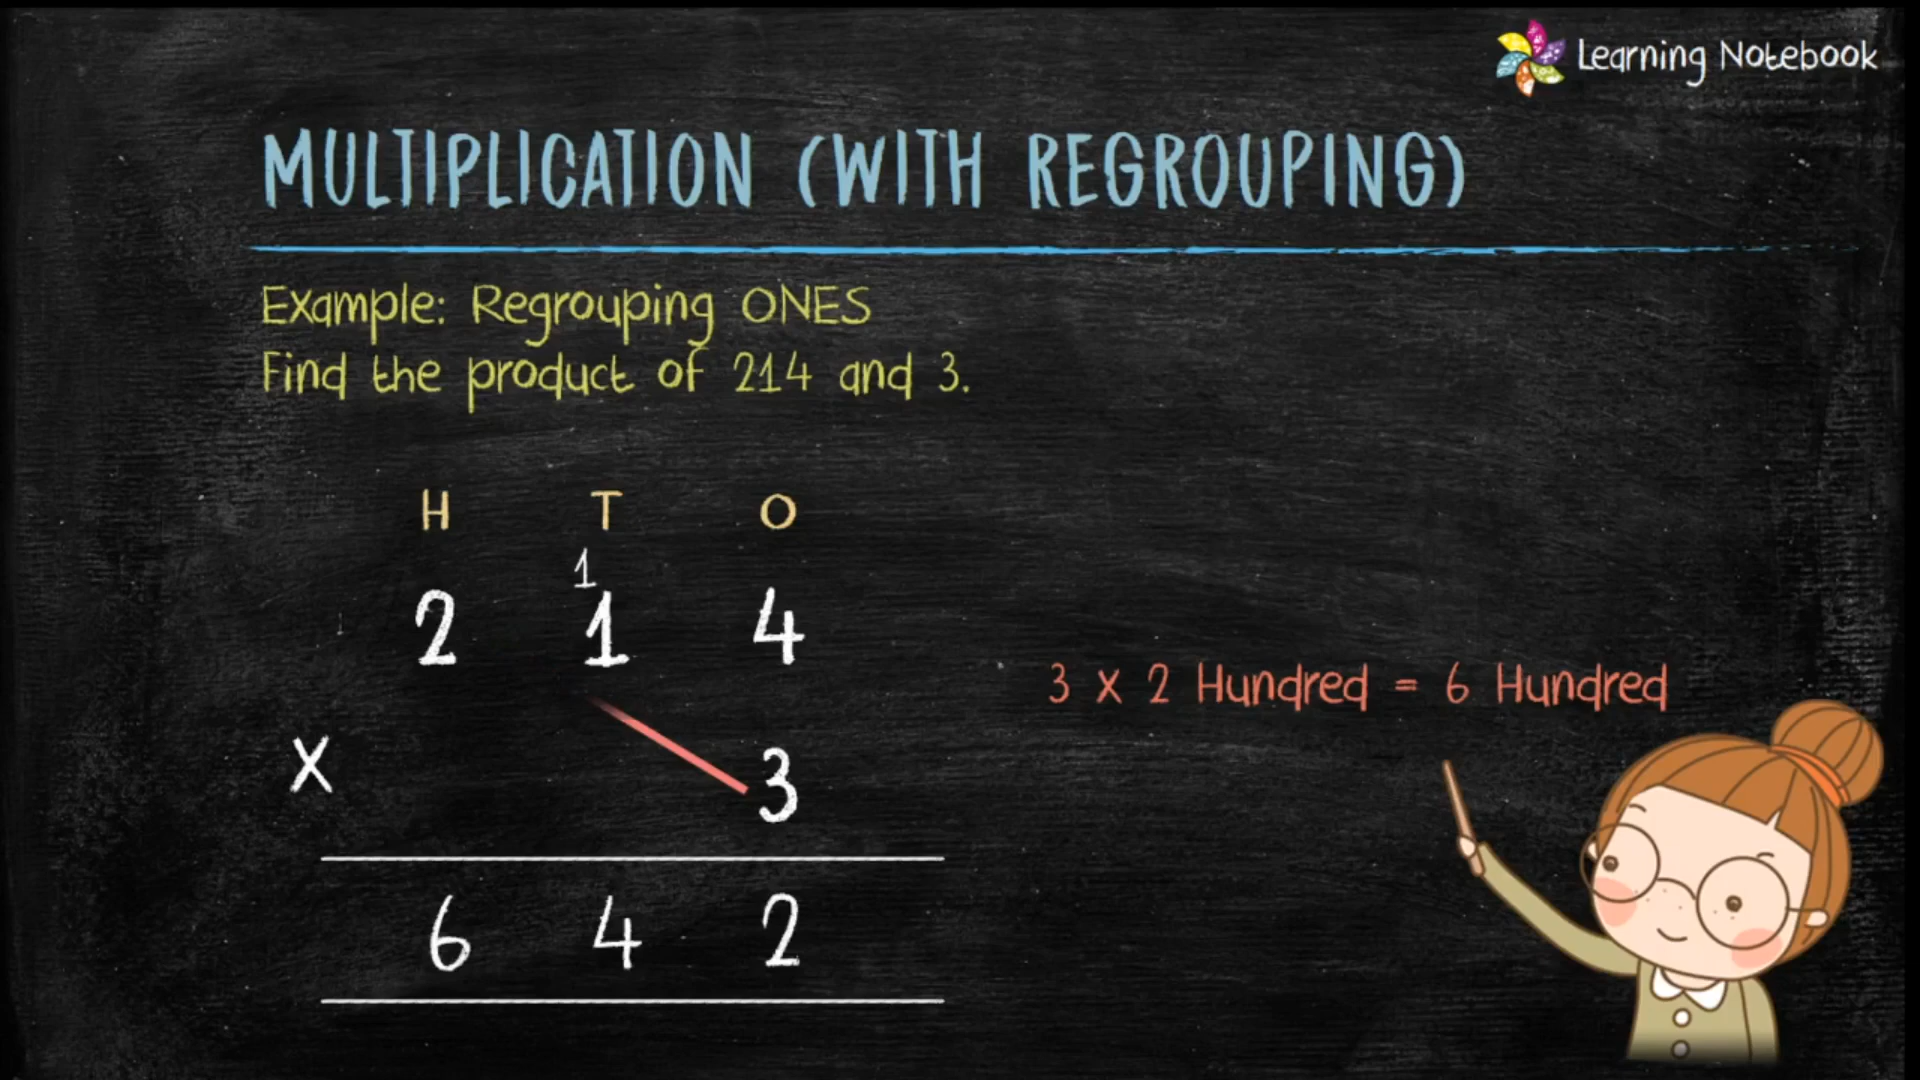 Learning Notebook
MULTIPLICATION (WITH REGROUPING)
Example: Regrouping ONES
Find the product of 214 and 3.
H T O
1
2 1 4
3 x 2 Hundred = 6 Hundred
X 3
6 4 2